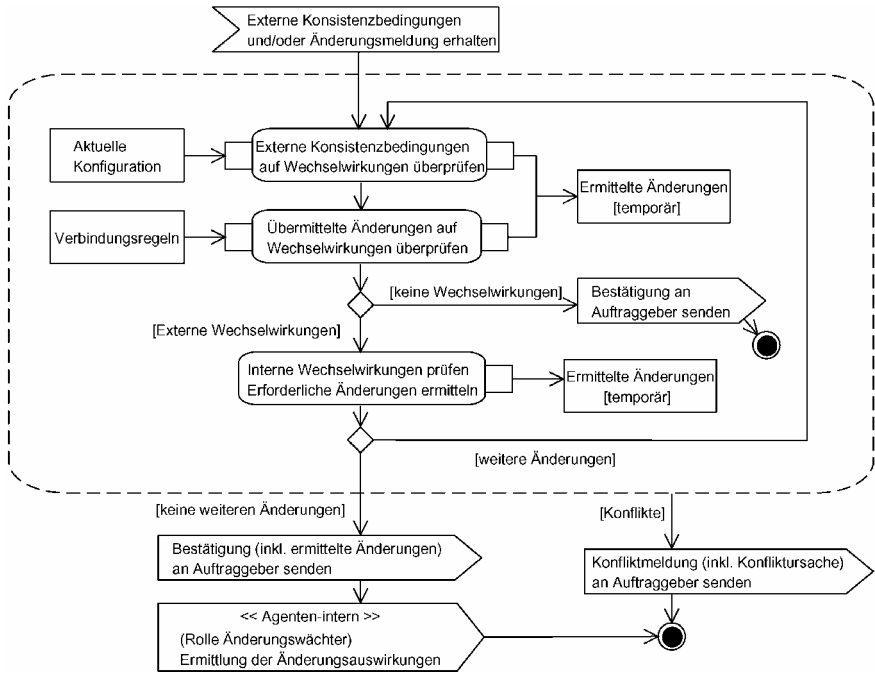 Externe Konsistenzbedingungen
und/oder Änderungsmeldung erhalten
Aktuelle
Konfiguration
Externe Konsistenzbedingungen
auf Wechselwirkungen überprüfen
Ermittelte Änderungen
[temporär]
Verbindungsregeln
Übermittelte Änderungen auf
Wechselwirkungen überprüfen
[keine Wechselwirkungen]
Bestätigung an
Auftraggeber senden
[Externe Wechselwirkungen]
Interne Wechselwirkungen prüfen
Erforderliche Änderungen ermitteln
Ermittelte Änderungen
[temporär]
[weitere Änderungen]
[keine weiteren Änderungen]
[Konflikte]
Bestätigung (inkl. ermittelte Änderungen)
an Auftraggeber senden
Konfliktmeldung (inkl. Konfliktursache)
an Auftraggeber senden
<< Agenten-intern >>
(Rolle Änderungswächter)
Ermittlung der Änderungsauswirkungen